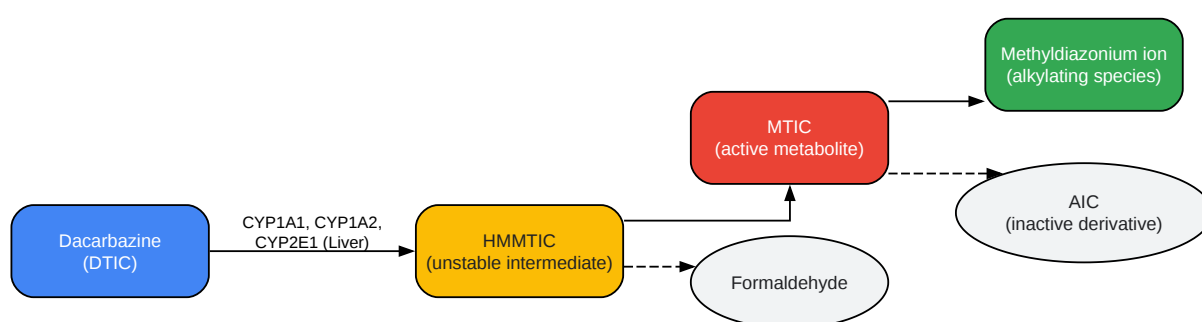 Methyldiazonium ion
(alkylating species)
MTIC
(active metabolite)
AIC
(inactive derivative)
CYP1A1, CYP1A2,
CYP2E1 (Liver)
Dacarbazine
(DTIC)
HMMTIC
(unstable intermediate)
Formaldehyde